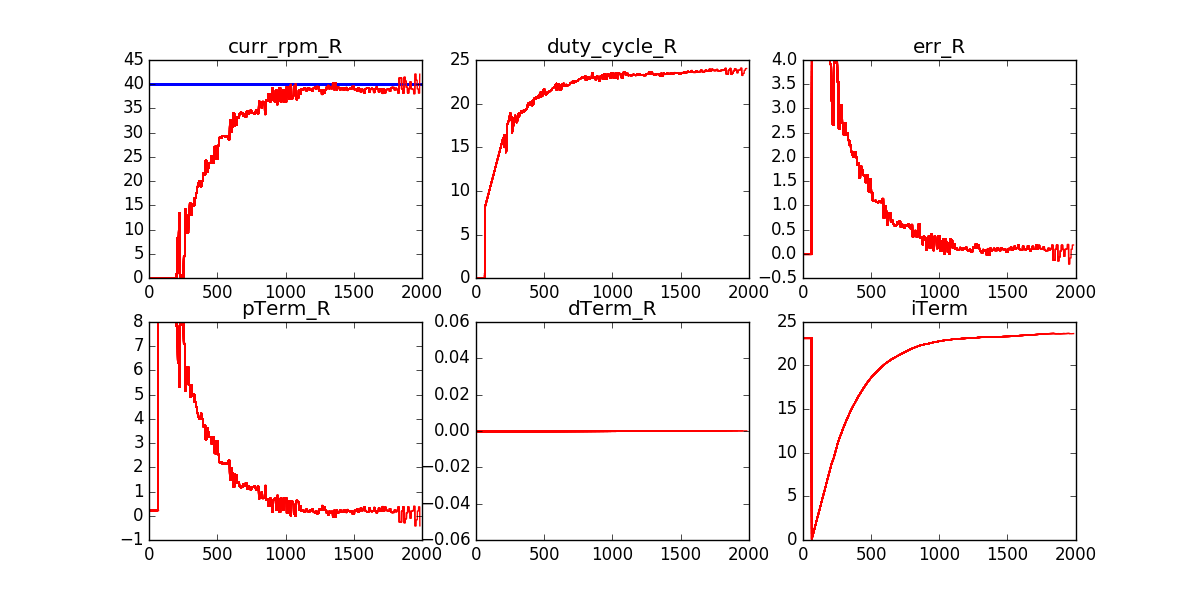 curr_rpm_R duty_cycle_R err_R
45 25 4.0
40 3.5
35 20 3.0
30 2.5
25 15 2.0
20 1.5
15 10 1.0
10 5 0.5
5 0.0
0 0 −0.5
0 500 1000 1500 2000 0 500 1000 1500 2000 0 500 1000 1500 2000
pTerm_R dTerm_R iTerm
8 0.06 25
7
6 0.04 20
5
4 0.02 15
3 0.00
2 10
1 −0.02
0 −0.04 5
−1 −0.06 0
0 500 1000 1500 2000 0 500 1000 1500 2000 0 500 1000 1500 2000